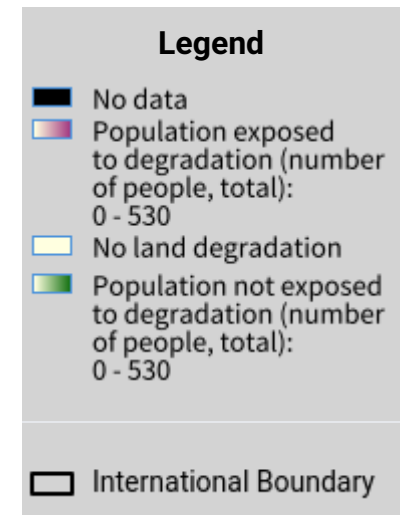 Legend
No data
Population exposed
to degradation (number
of people, total):
0 - 530
No land degradation
Population not exposed
to degradation (number
of people, total):
0 - 530
International Boundary